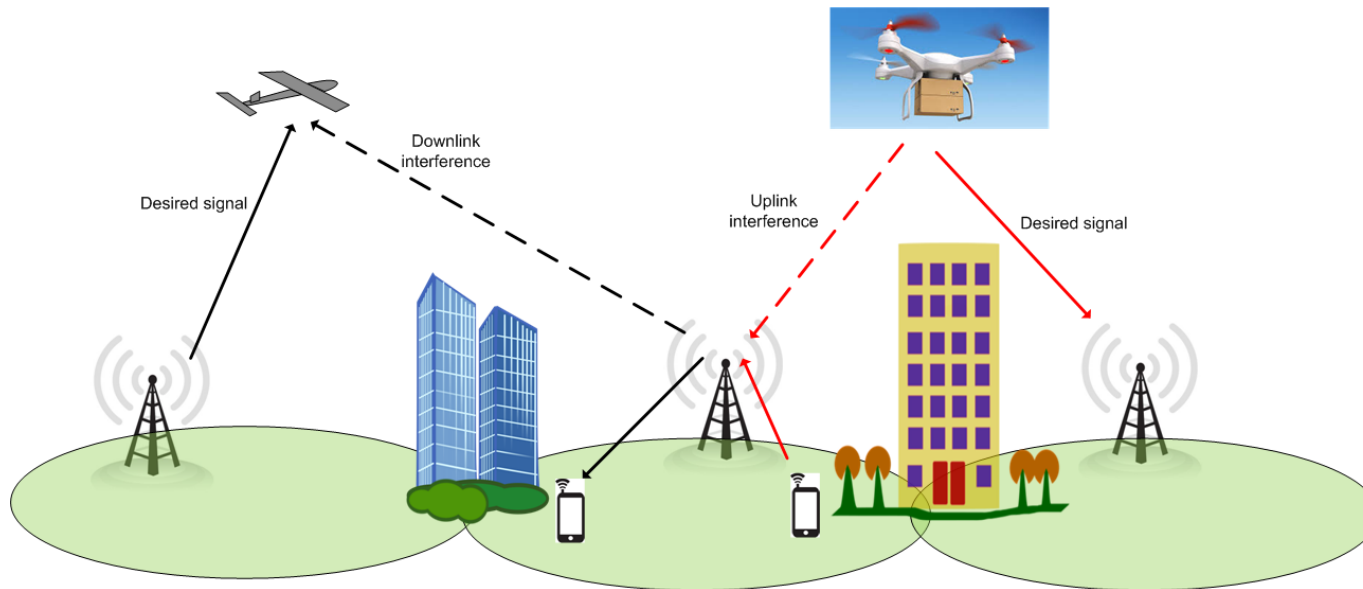 Downlink
interference
Desired signal
Uplink
interference
Desired signal